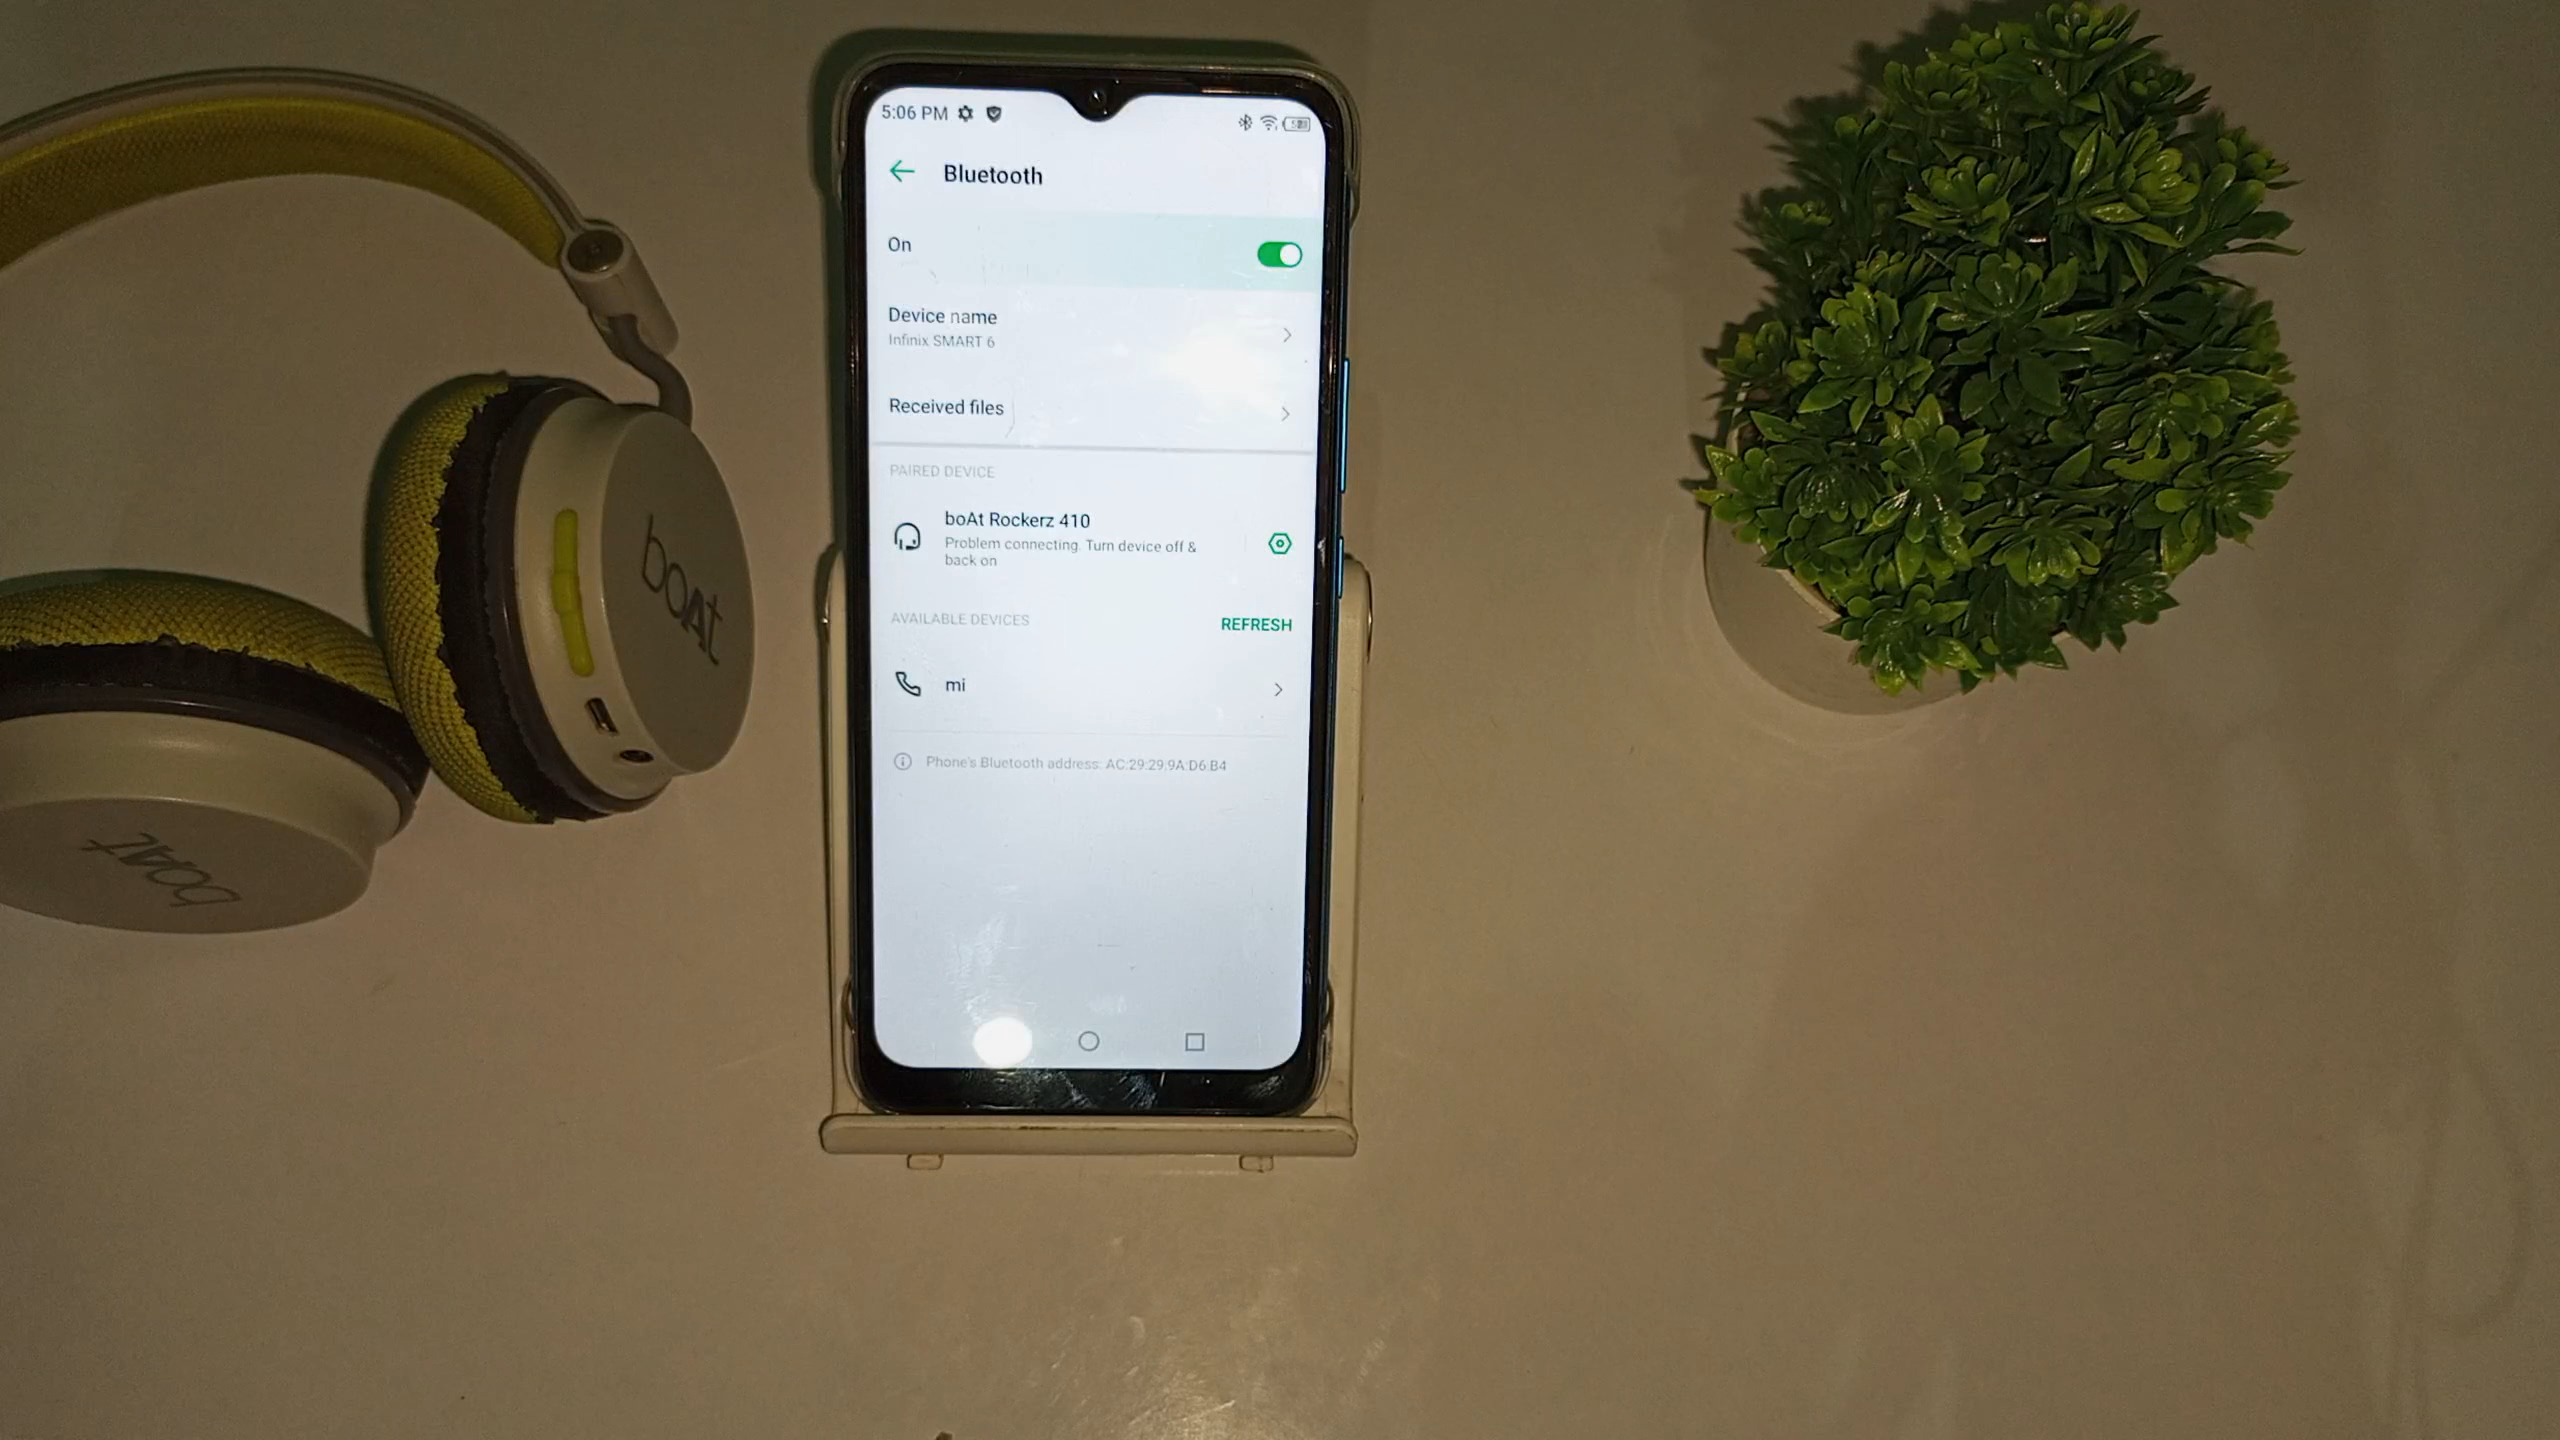 5:06 PM
Bluetooth
On
Device name
Infinix SMART 6
Received files
PAIRED DEVICE
boAt Rockerz 410
Problem connecting. Turn device off &
back on
AVAILABLE DEVICES
REFRESH
mi
Phone's Bluetooth address: AC:29:29:9A:D6:B4
boAt
boAt